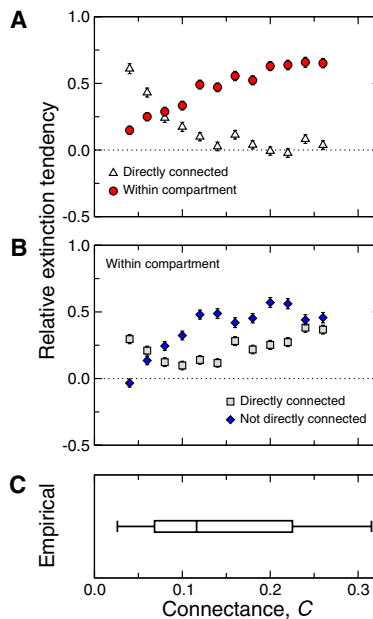 A
1.0
0.5
0.0
-0.5
Directly connected
Within compartment
Relative extinction tendency
B
Within compartment
1.0
0.5
0.0
-0.5
Directly connected
Not directly connected
C
Empirical
0.0
0.1
0.2
0.3
Connectance, C